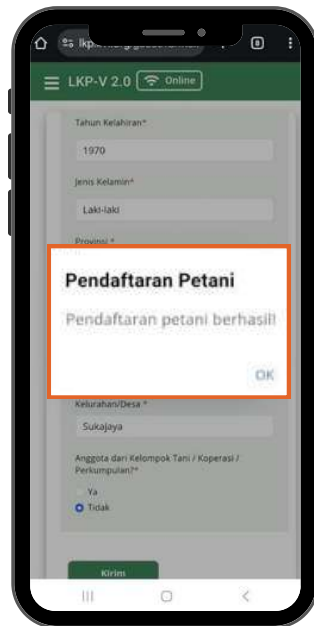 LKP-V 2.0 Online
Tahun Kelahiran*
1970
Jenis Kelamin*
Laki-laki
Provinsi *
Pendaftaran Petani
Pendaftaran petani berhasil!
OK
Kelurahan/Desa *
Sukajaya
Anggota dari Kelompok Tani / Koperasi /
Perkumpulan?*
Ya
Tidak
Kirim